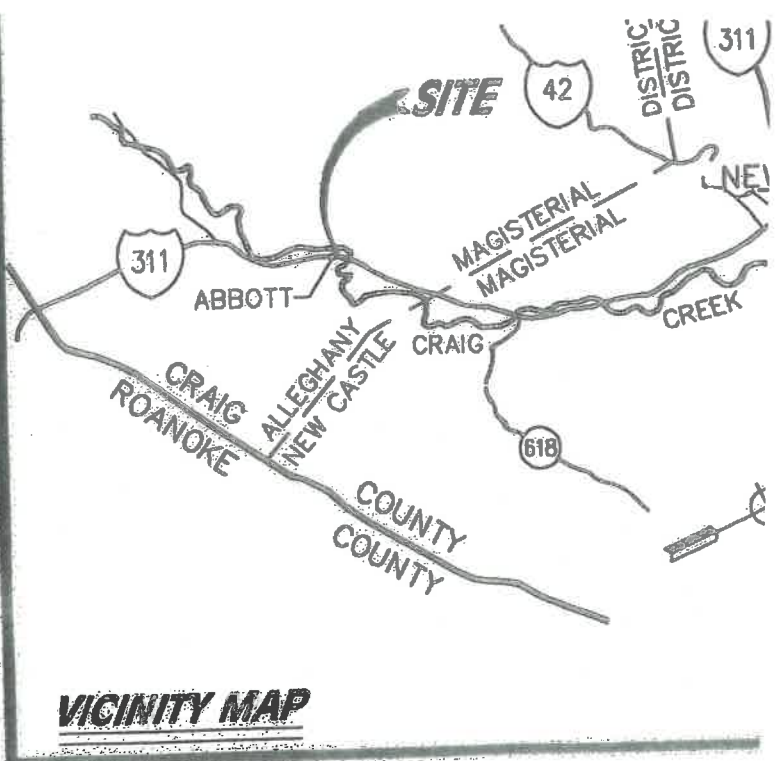 DISTRIC
DISTRIC
311
42
SITE
NE
MAGISTERIAL
MAGISTERIAL
311
ABBOTT
CREEK
CRAIG
ALLEGHANY
NEW CASTLE
CRAIG
ROANOKE
618
COUNTY
COUNTY
VICINITY MAP